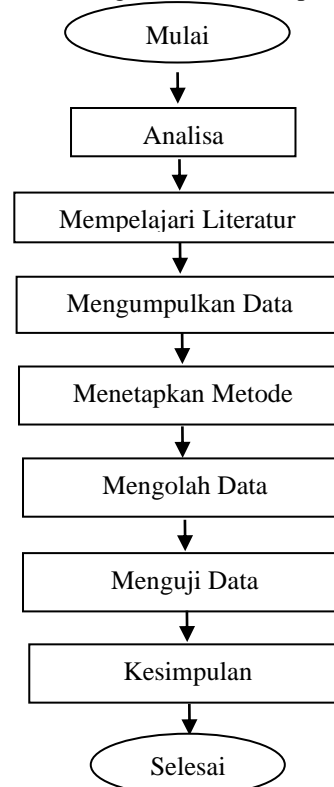 Mulai
Analisa
Mempelajari Literatur
Mengumpulkan Data
Menetapkan Metode
Mengolah Data
Menguji Data
Kesimpulan
Selesai